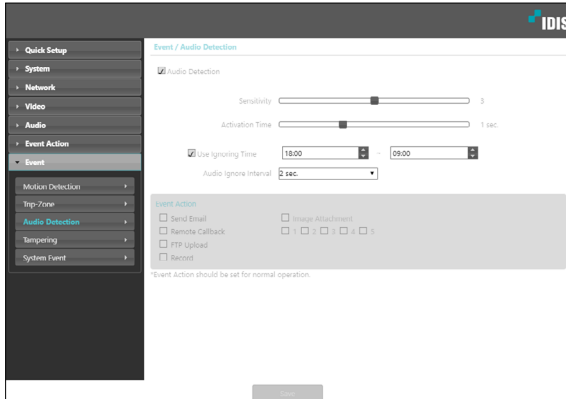 IDIS
Quick Setup
System
Network
Video
Audio
Event Action
Event
Motion Detection
Trip-Zone
Audio Detection
Tampering
System Event
Event / Audio Detection
Audio Detection
Sensitivity 5
Activation Time 1 sec.
Use Ignoring Time 18:00 ~ 09:00
Audio Ignore Interval 2 sec.
Event Action
Send Email Image Attachment
Remote Callback 1 2 3 4 5
FTP Upload
Record
*Event Action should be set for normal operation.
Save